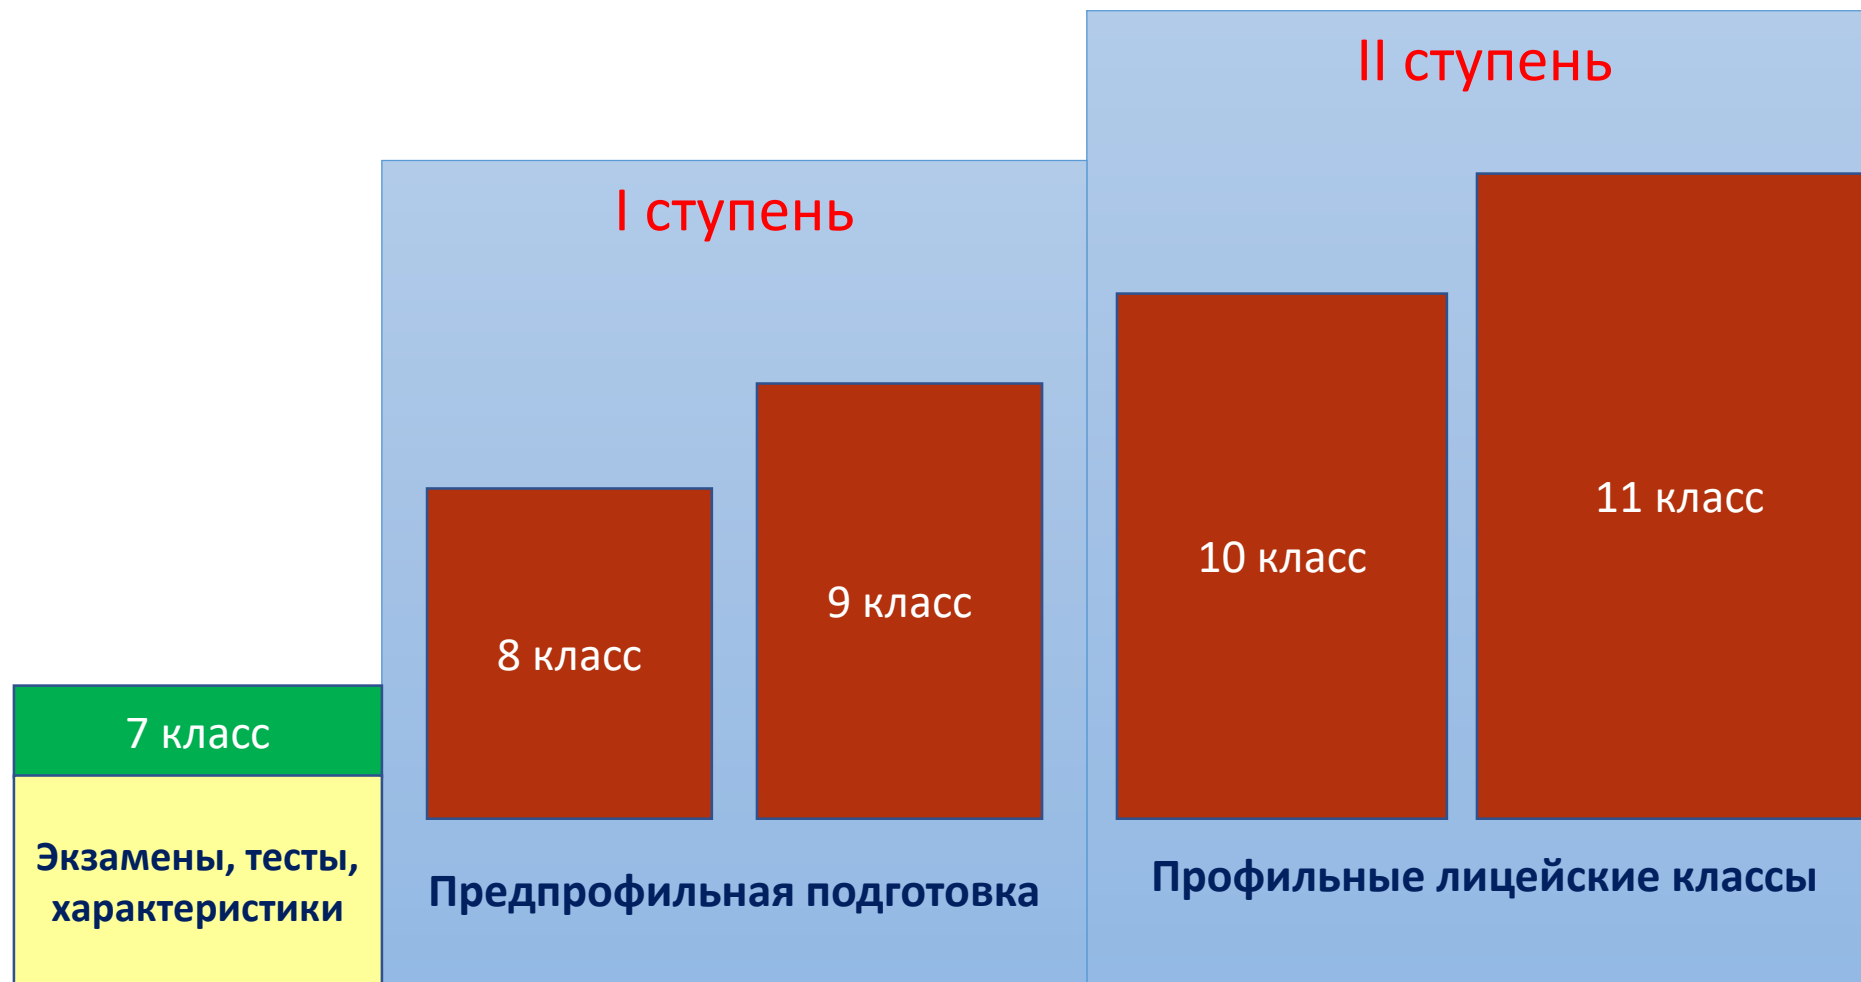 II ступень
I ступень
11 класс
10 класс
9 класс
8 класс
7 класс
Экзамены, тесты,
характеристики
Предпрофильная подготовка
Профильные лицейские классы